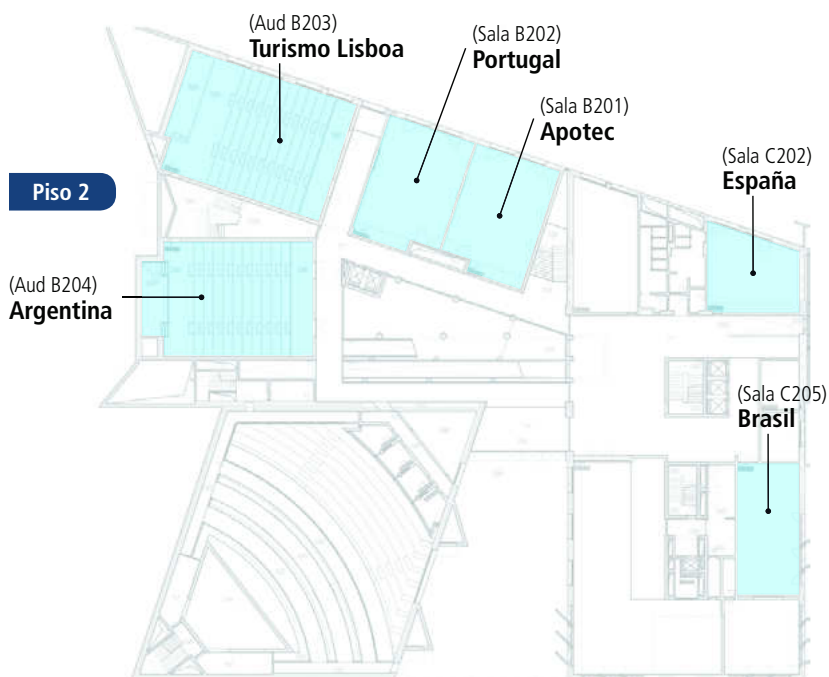 (Aud B203)
Turismo Lisboa
(Sala B202)
Portugal
(Sala B201)
Apotec
(Sala C202)
España
Piso 2
(Aud B204)
Argentina
(Sala C205)
Brasil